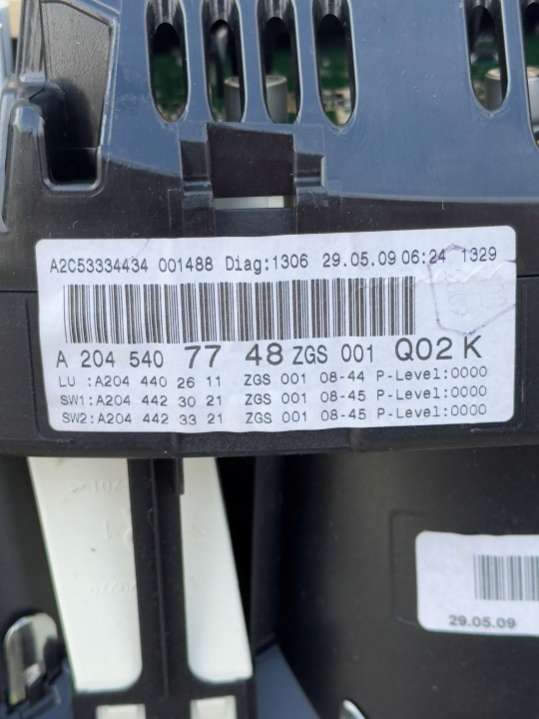 A2C53334434 001488 Diag:1306 29.05.09 06:24 1329
A 204 540 77 48 ZGS 001 Q02 K
LU :A204 440 26 11 ZGS 001 08-44 P-Level:0000
SW1:A204 442 30 21 ZGS 001 08-45 P-Level:0000
SW2:A204 442 33 21 ZGS 001 08-45 P-Level:0000
29.05.09